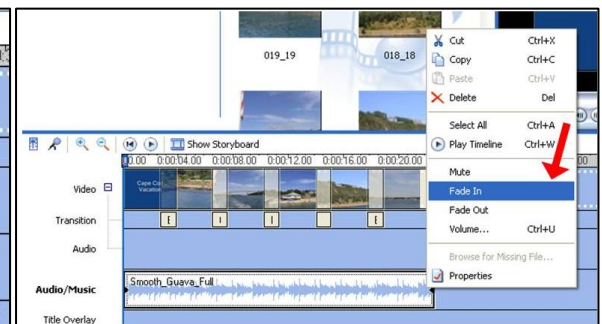 019_19
018_18
Cut Ctrl+X
Copy Ctrl+C
Paste Ctrl+V
Delete Del
Select All Ctrl+A
Play Timeline Ctrl+W
Mute
Fade In
Fade Out
Volume... Ctrl+U
Browse for Missing File...
Properties
Show Storyboard
0.00 0:00:04.00 0:00:08.00 0:00:12.00 0:00:16.00 0:00:20.00
Video
Cape Cod
Vacation
Transition
Audio
Audio/Music
Smooth_Guava_Full
Title Overlay